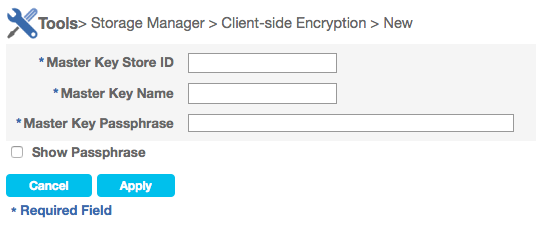 Tools> Storage Manager > Client-side Encryption > New
* Master Key Store ID
* Master Key Name
* Master Key Passphrase
Show Passphrase
Cancel Apply
* Required Field